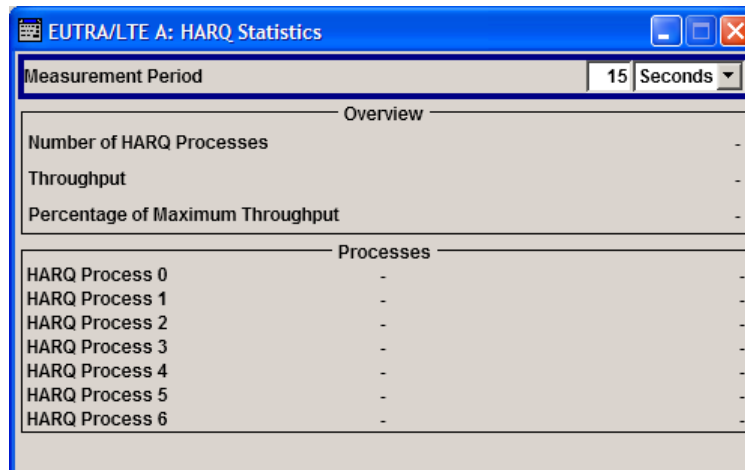 EUTRA/LTE A: HARQ Statistics
Measurement Period 15 Seconds
Overview
Number of HARQ Processes -
Throughput -
Percentage of Maximum Throughput -
Processes
HARQ Process 0 - -
HARQ Process 1 - -
HARQ Process 2 - -
HARQ Process 3 - -
HARQ Process 4 - -
HARQ Process 5 - -
HARQ Process 6 - -